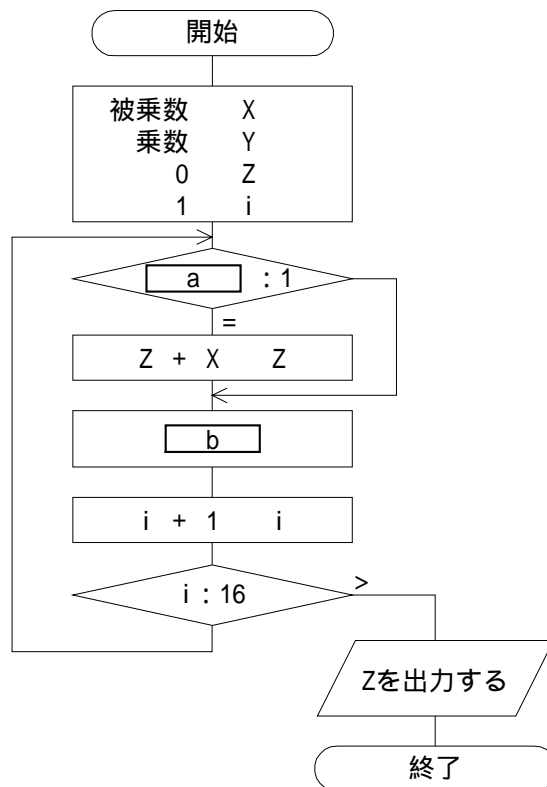 開始
被乗数 X
乗数 Y
0 Z
1 i
a : 1
=
Z + X Z
b
i + 1 i
i : 16
>
Zを出力する
終了